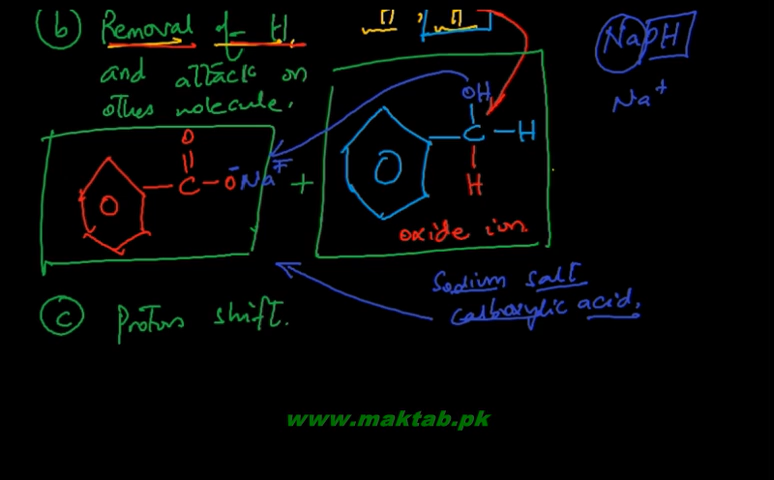 (b) Removal of H.
and attack on
other molecule.
NaOH
Na+
OH
O
C - H
C - O- Na+ +
H
oxide ion.
Sodium salt
Carboxylic acid.
(c) Proton shift.
www.maktab.pk